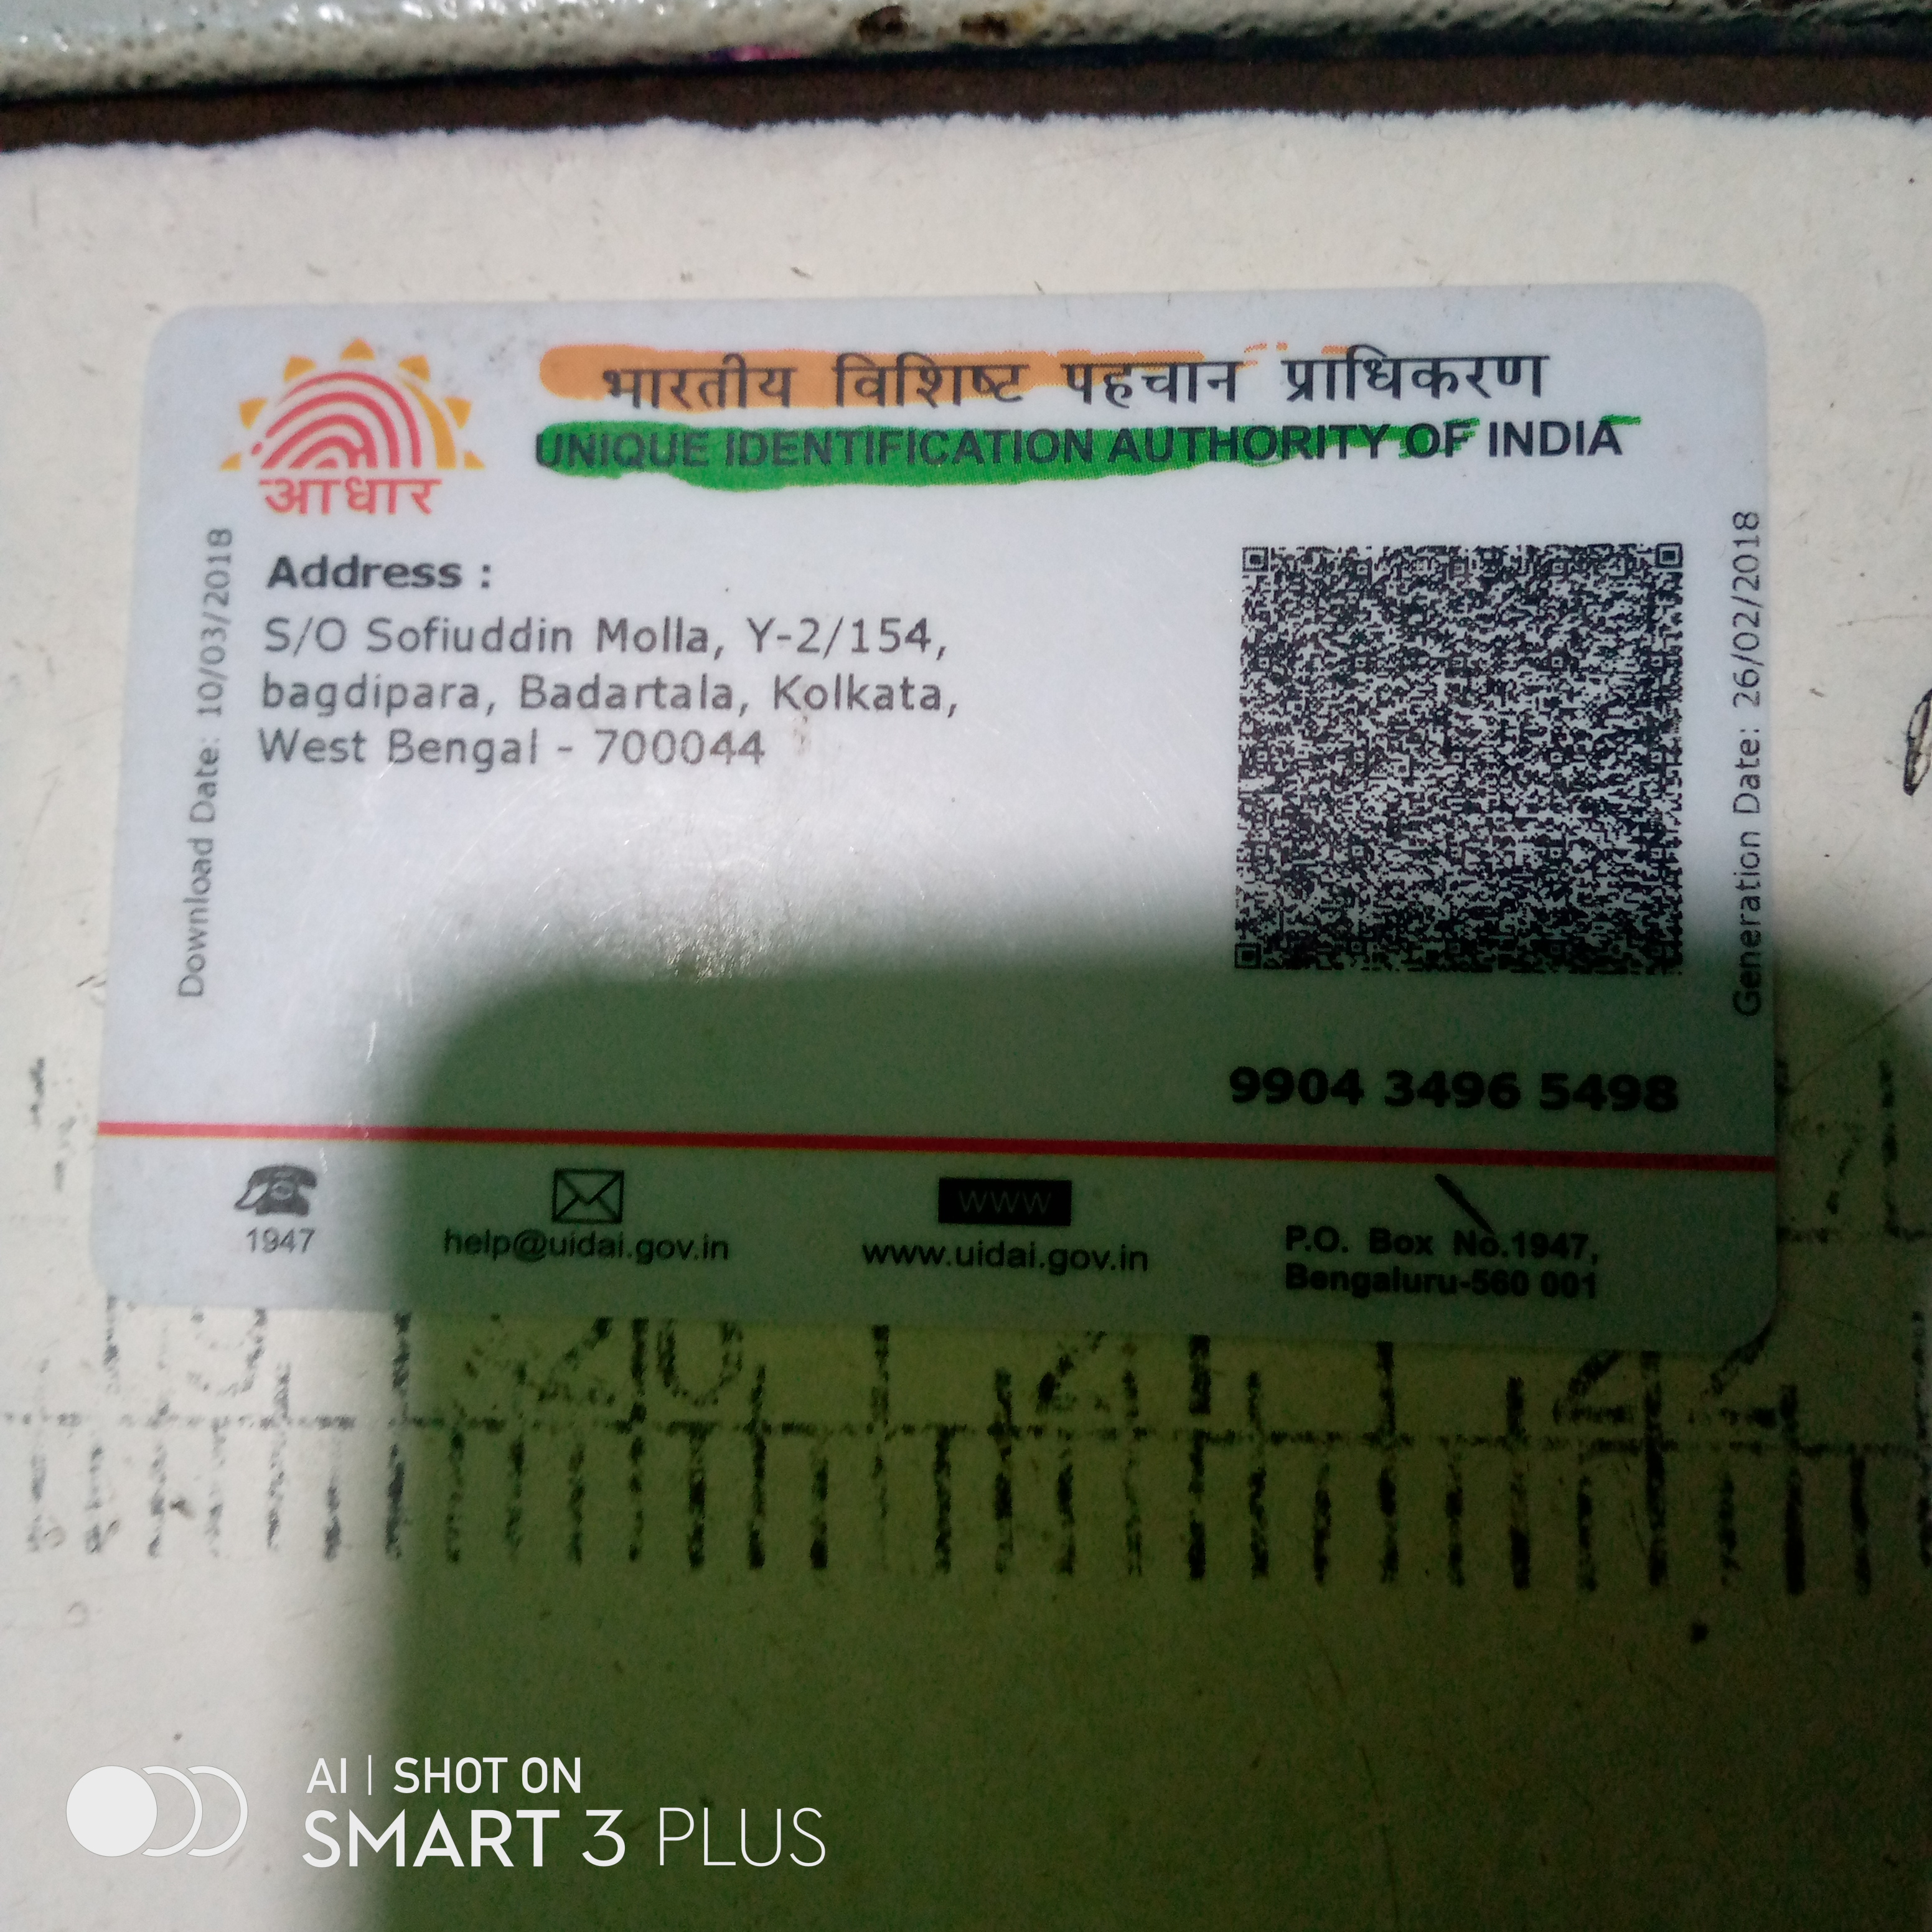 भारतीय विशिष्ट पहचान प्राधिकरण
UNIQUE IDENTIFICATION AUTHORITY OF INDIA
आधार
Download Date: 10/03/2018
Address :
S/O Sofiuddin Molla, Y-2/154,
bagdipara, Badartala, Kolkata,
West Bengal - 700044
Generation Date: 26/02/2018
9904 3496 5498
1947
help@uidai.gov.in
WWW
www.uidai.gov.in
P.O. Box No.1947,
Bengaluru-560 001
AI | SHOT ON
SMART 3 PLUS